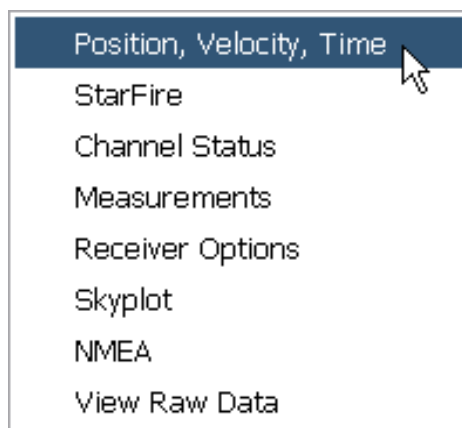 Position, Velocity, Time
StarFire
Channel Status
Measurements
Receiver Options
Skyplot
NMEA
View Raw Data